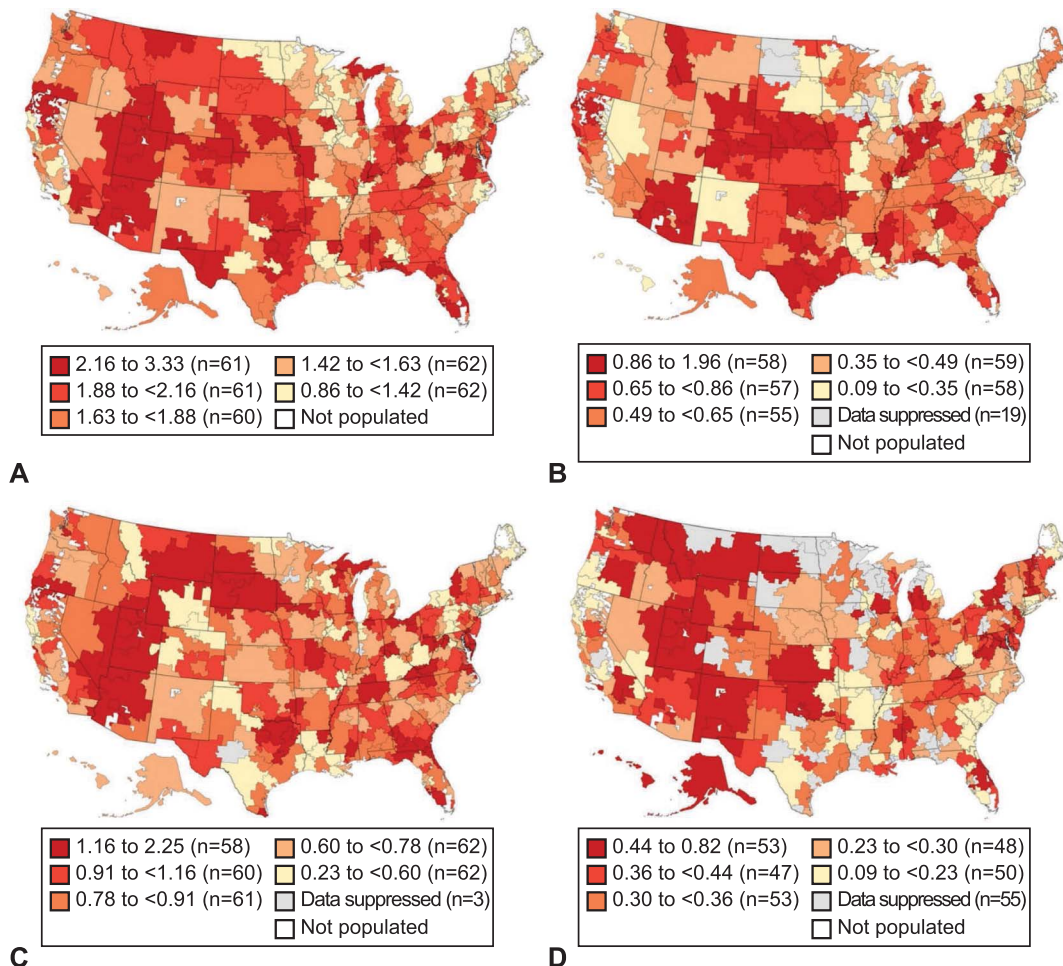 2.16 to 3.33 (n=61) 1.42 to <1.63 (n=62)
1.88 to <2.16 (n=61) 0.86 to <1.42 (n=62)
1.63 to <1.88 (n=60) Not populated
A
0.86 to 1.96 (n=58) 0.35 to <0.49 (n=59)
0.65 to <0.86 (n=57) 0.09 to <0.35 (n=58)
0.49 to <0.65 (n=55) Data suppressed (n=19)
Not populated
B
1.16 to 2.25 (n=58) 0.60 to <0.78 (n=62)
0.91 to <1.16 (n=60) 0.23 to <0.60 (n=62)
0.78 to <0.91 (n=61) Data suppressed (n=3)
Not populated
C
0.44 to 0.82 (n=53) 0.23 to <0.30 (n=48)
0.36 to <0.44 (n=47) 0.09 to <0.23 (n=50)
0.30 to <0.36 (n=53) Data suppressed (n=55)
Not populated
D